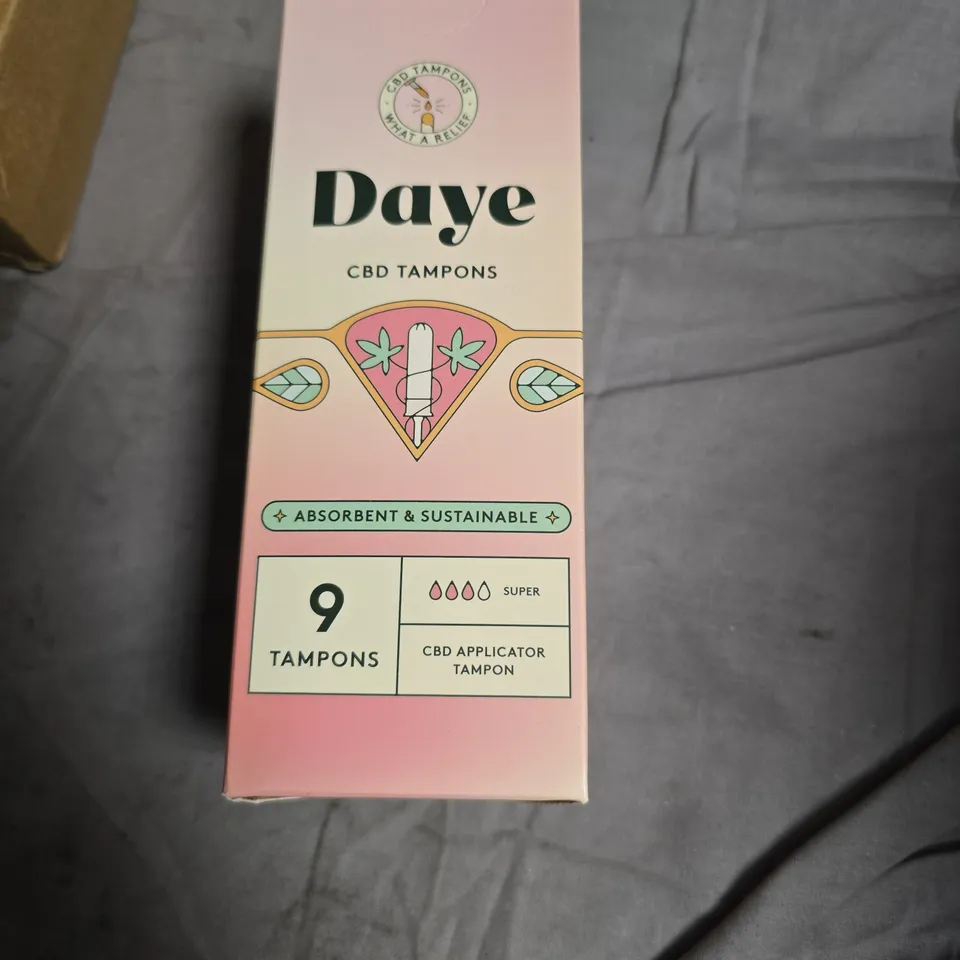 CBD TAMPONS
WHAT A RELIEF
Daye
CBD TAMPONS
ABSORBENT & SUSTAINABLE
9
TAMPONS
SUPER
CBD APPLICATOR
TAMPON